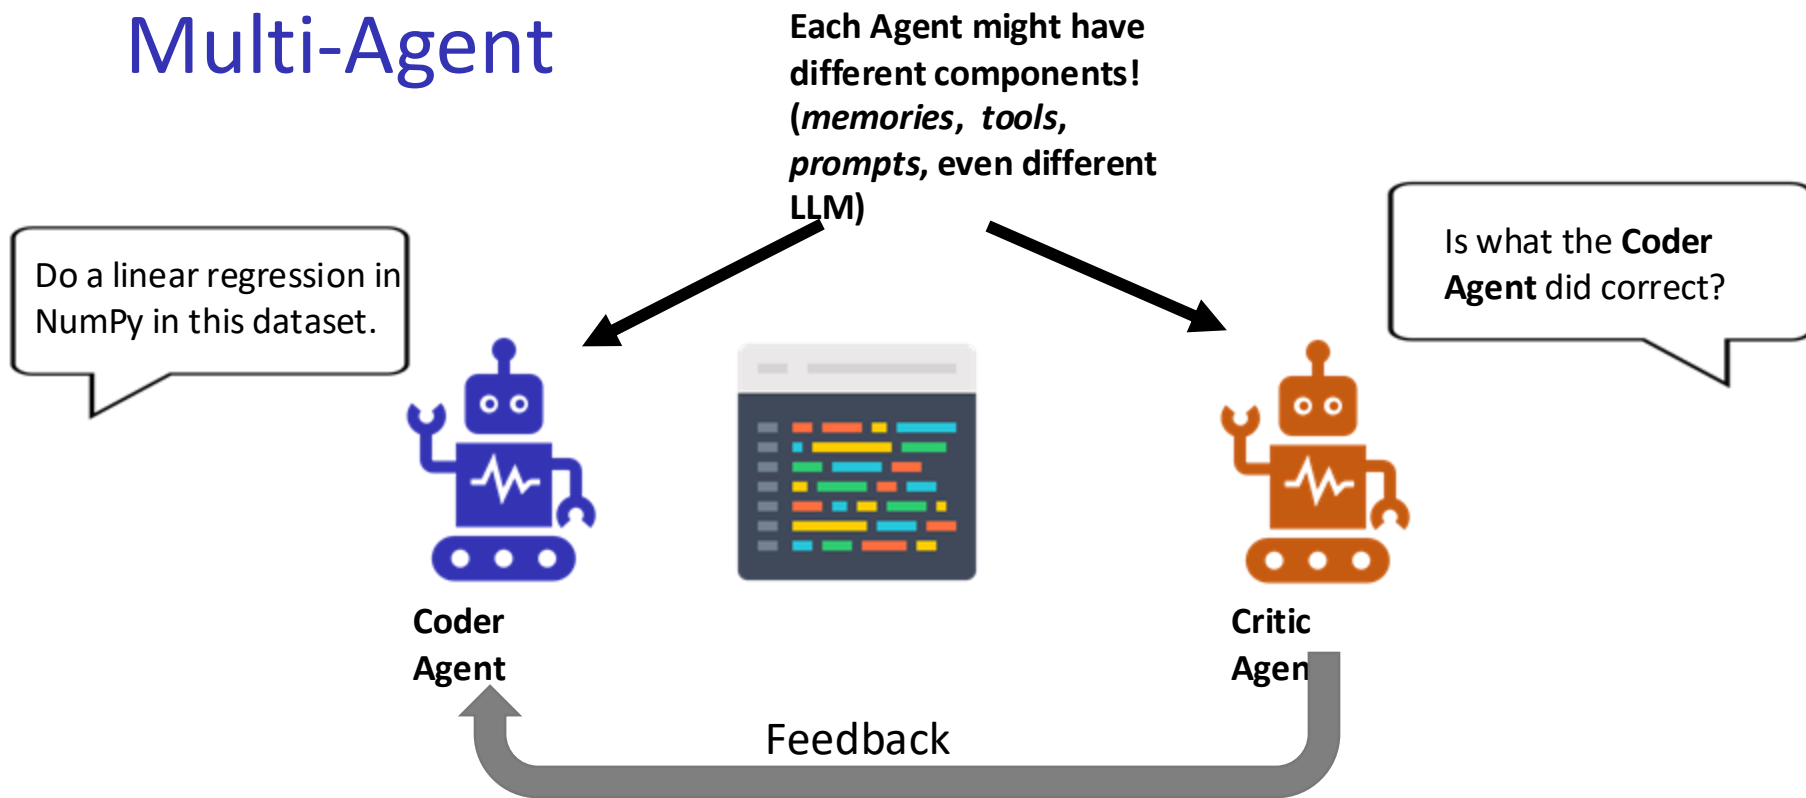 Multi-Agent
Each Agent might have
different components!
(memories, tools,
prompts, even different
LLM)
Do a linear regression in
NumPy in this dataset.
Is what the Coder
Agent did correct?
Coder
Agent
Critic
Agen
Feedback